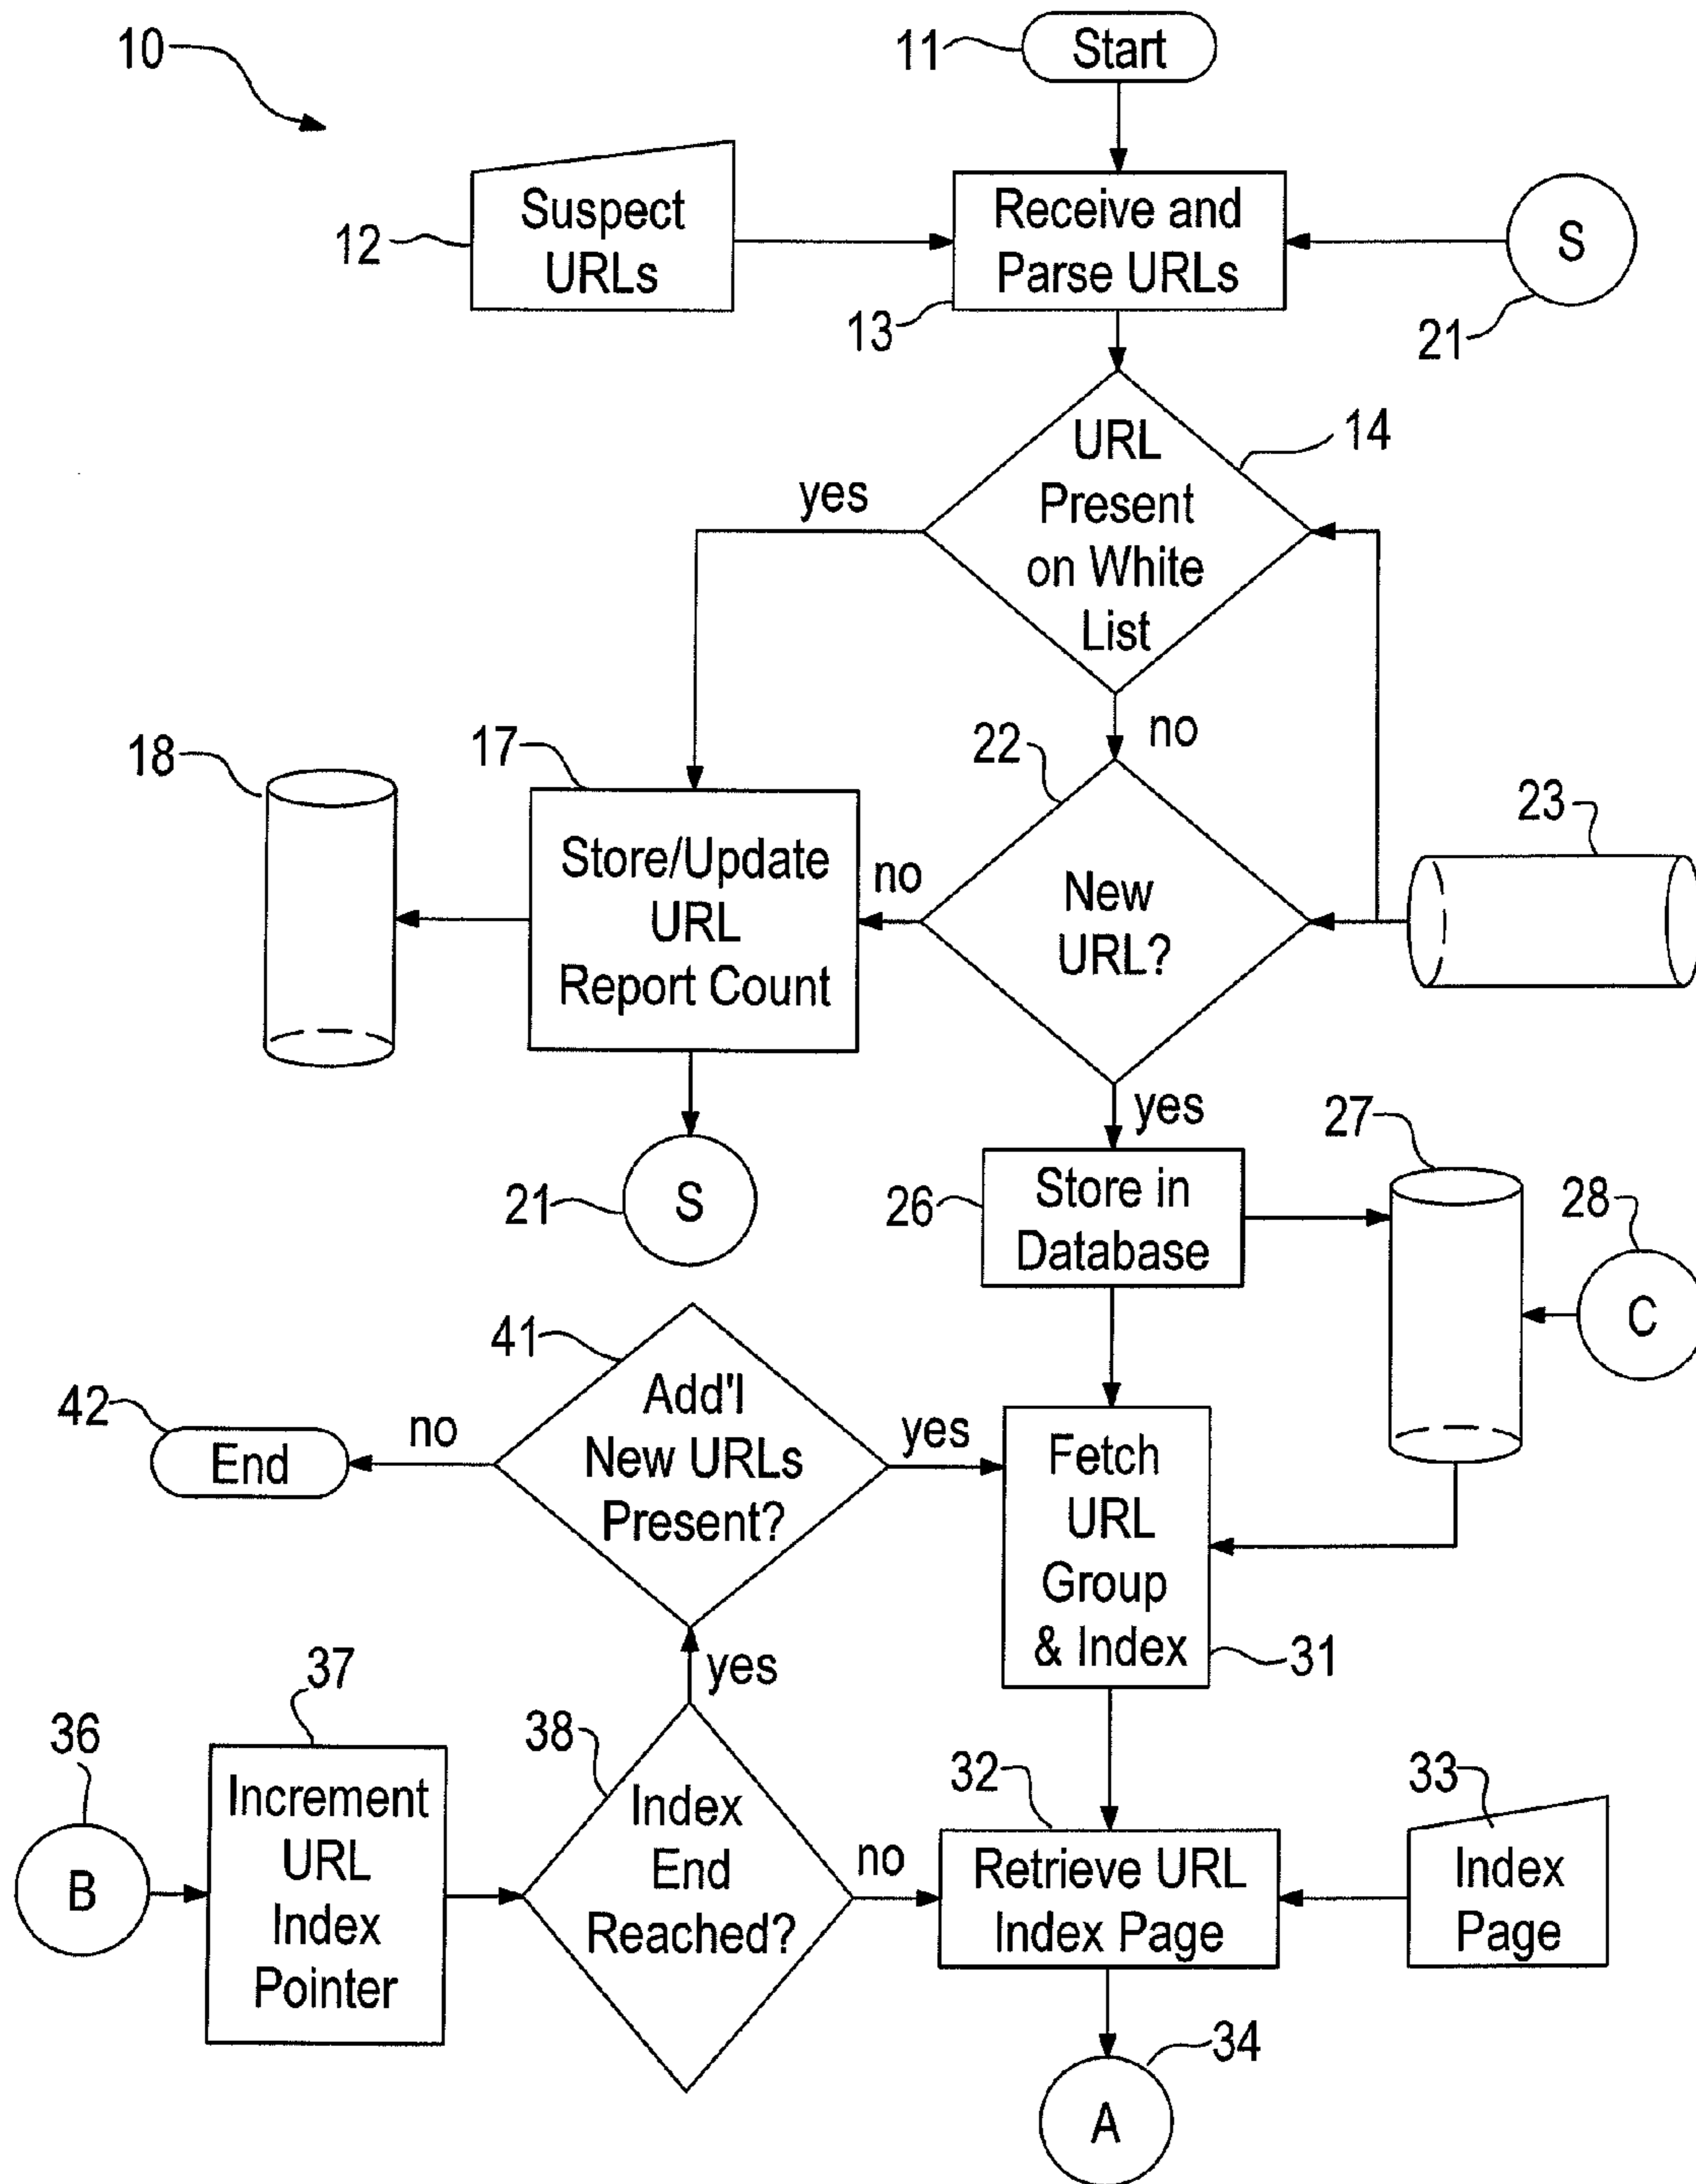 10
11
Start
12
Suspect
URLs
Receive and
Parse URLs
13
S
21
14
URL
Present
on White
List
yes
no
18
17
Store/Update
URL
Report Count
no
22
New
URL?
23
yes
21
S
26
Store in
Database
27
28
C
41
Add'l
New URLs
Present?
42
End
no
yes
Fetch
URL
Group
& Index
31
yes
36
B
37
Increment
URL
Index
Pointer
38
Index
End
Reached?
no
32
Retrieve URL
Index Page
33
Index
Page
34
A